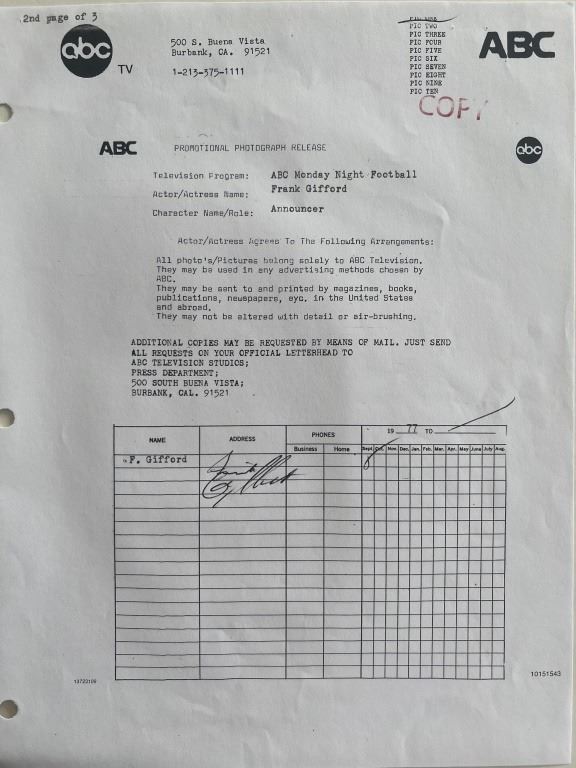 2nd page of 3
abc
TV
500 S. Buena Vista
Burbank, CA. 91521
1-213-575-1111
PIC ONE
PIC TWO
PIC THREE
PIC FOUR
PIC FIVE
PIC SIX
PIC SEVEN
PIC EIGHT
PIC NINE
PIC TEN
ABC
COPY
ABC
PROMOTIONAL PHOTOGRAPH RELEASE
abc
Television Program: ABC Monday Night Football
Actor/Actress Name: Frank Gifford
Character Name/Role: Announcer
Actor/Actress Agrees To The Following Arrangements:
All photo's/Pictures belong solely to ABC Television.
They may be used in any advertising methods chosen by
ABC.
They may be sent to and printed by magazines, books,
publications, newspapers, eyc. in the United States
and abroad.
They may not be altered with detail or air-brushing.
ADDITIONAL COPIES MAY BE REQUESTED BY MEANS OF MAIL. JUST SEND
ALL REQUESTS ON YOUR OFFICIAL LETTERHEAD TO
ABC TELEVISION STUDIOS;
PRESS DEPARTMENT;
500 SOUTH BUENA VISTA;
BURBANK, CAL. 91521
NAME ADDRESS PHONES 19 77 TO
Business Home Sept. Oct. Nov. Dec. Jan. Feb. Mar. Apr. May June July Aug.
F. Gifford
10151543